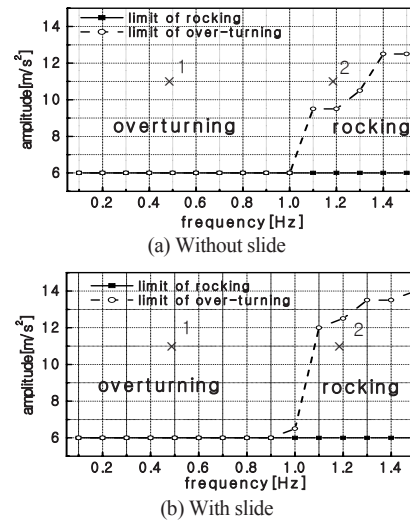 limit of rocking
limit of over-turning
14
12
10
8
6
amplitude[m/s²]
1
2
overturning
rocking
0.2 0.4 0.6 0.8 1.0 1.2 1.4
frequency[Hz]
(a) Without slide
limit of rocking
limit of over-turning
14
12
10
8
6
amplitude[m/s²]
1
2
overturning
rocking
0.2 0.4 0.6 0.8 1.0 1.2 1.4
frequency[Hz]
(b) With slide